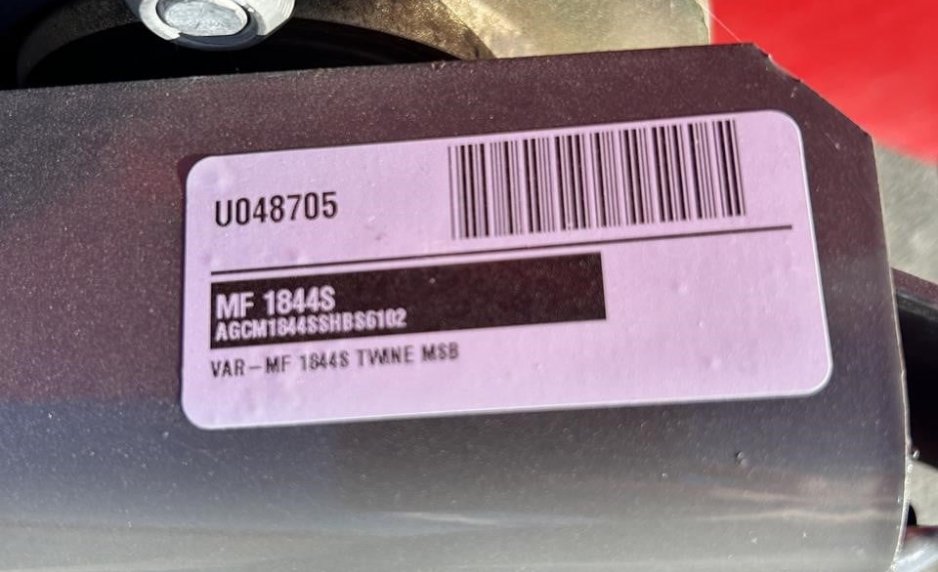 U048705
MF 1844S
AGCM1844SSHBS6102
VAR-MF 1844S TWINE MSB